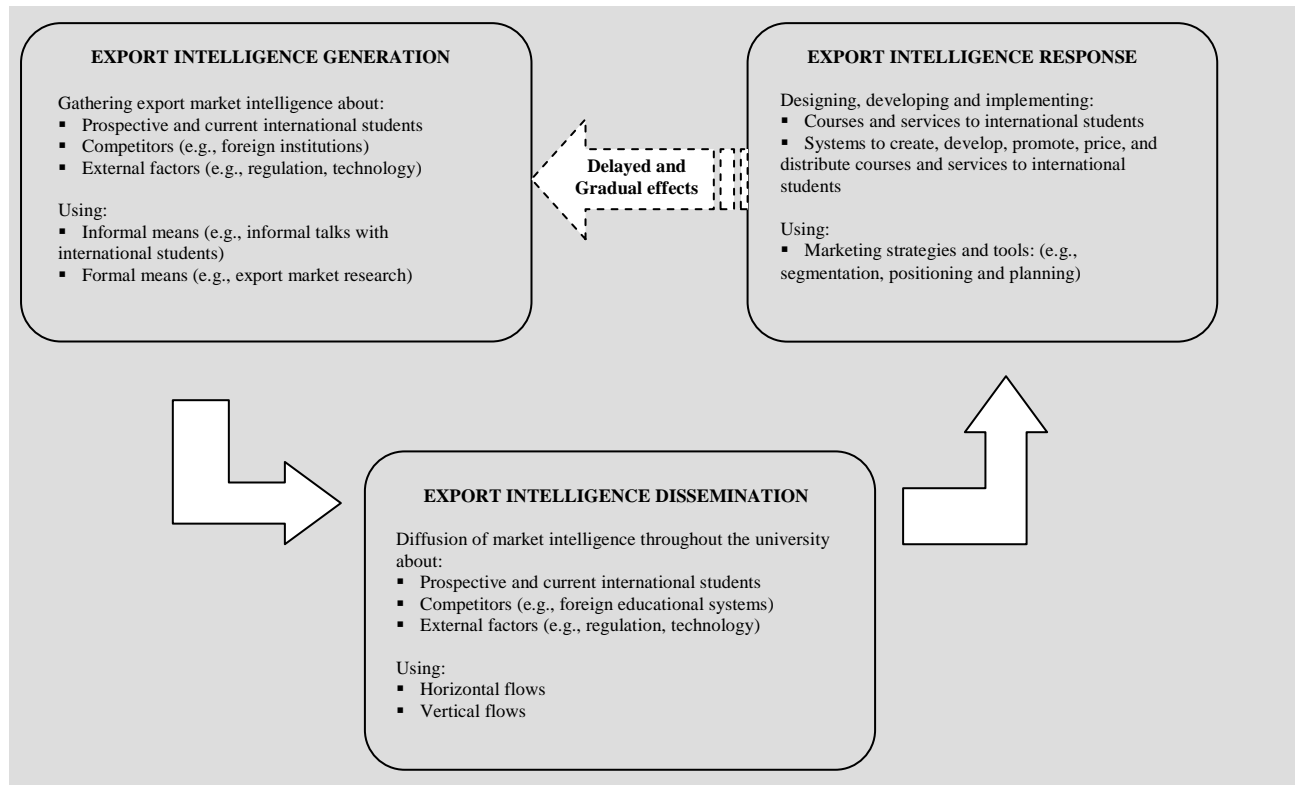 EXPORT INTELLIGENCE GENERATION
Gathering export market intelligence about:
▪ Prospective and current international students
▪ Competitors (e.g., foreign institutions)
▪ External factors (e.g., regulation, technology)
Using:
▪ Informal means (e.g., informal talks with
international students)
▪ Formal means (e.g., export market research)
Delayed and
Gradual effects
EXPORT INTELLIGENCE RESPONSE
Designing, developing and implementing:
▪ Courses and services to international students
▪ Systems to create, develop, promote, price, and
distribute courses and services to international
students
Using:
▪ Marketing strategies and tools: (e.g.,
segmentation, positioning and planning)
EXPORT INTELLIGENCE DISSEMINATION
Diffusion of market intelligence throughout the university
about:
▪ Prospective and current international students
▪ Competitors (e.g., foreign educational systems)
▪ External factors (e.g., regulation, technology)
Using:
▪ Horizontal flows
▪ Vertical flows